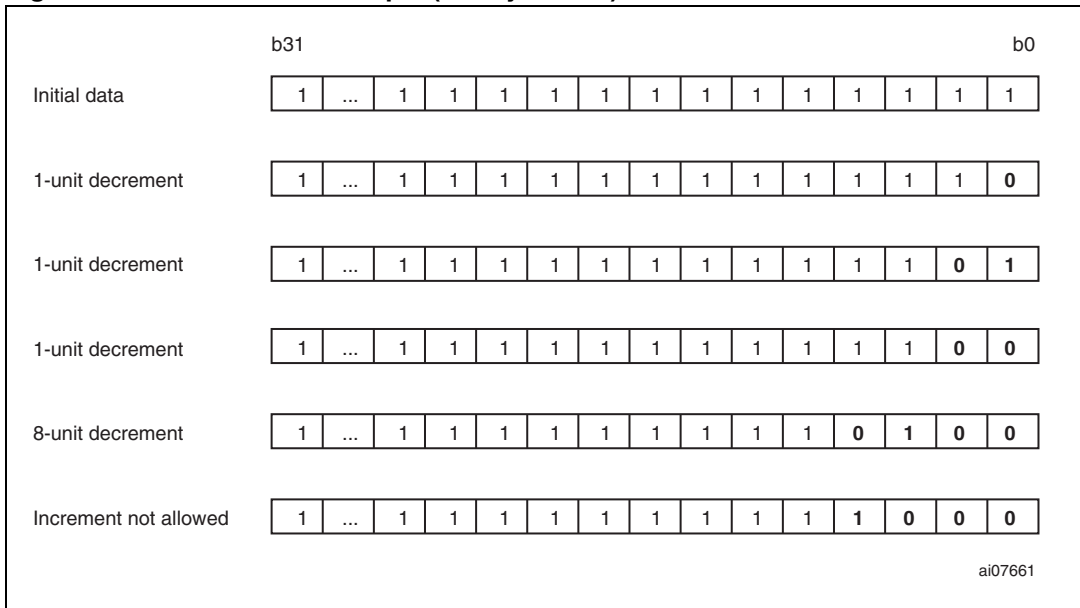 b31 b0
Initial data 1 ... 1 1 1 1 1 1 1 1 1 1 1 1 1
1-unit decrement 1 ... 1 1 1 1 1 1 1 1 1 1 1 1 0
1-unit decrement 1 ... 1 1 1 1 1 1 1 1 1 1 1 0 1
1-unit decrement 1 ... 1 1 1 1 1 1 1 1 1 1 1 0 0
8-unit decrement 1 ... 1 1 1 1 1 1 1 1 1 0 1 0 0
Increment not allowed 1 ... 1 1 1 1 1 1 1 1 1 1 0 0 0
ai07661